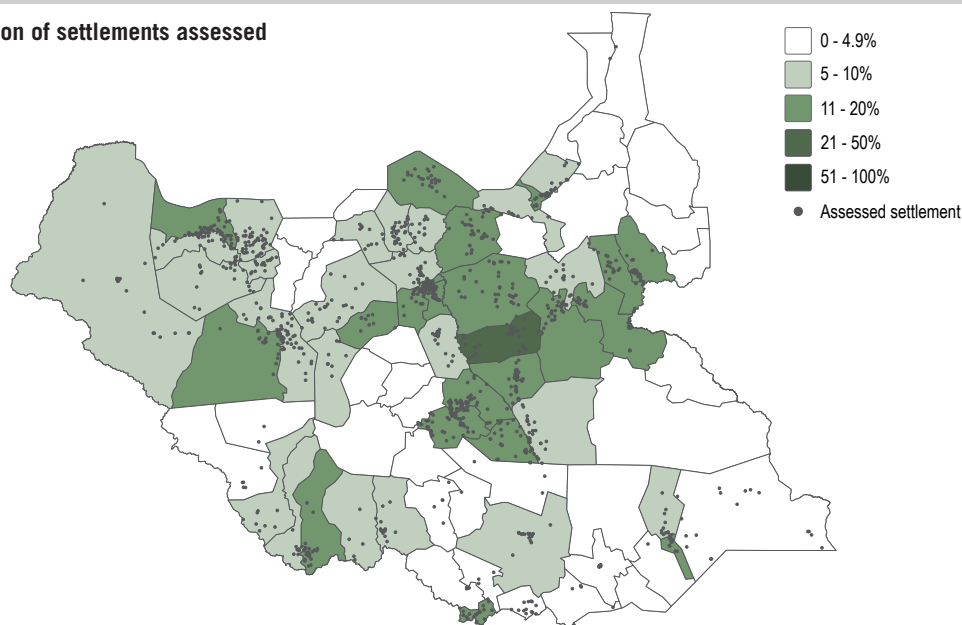 on of settlements assessed
0 - 4.9%
5 - 10%
11 - 20%
21 - 50%
51 - 100%
Assessed settlement